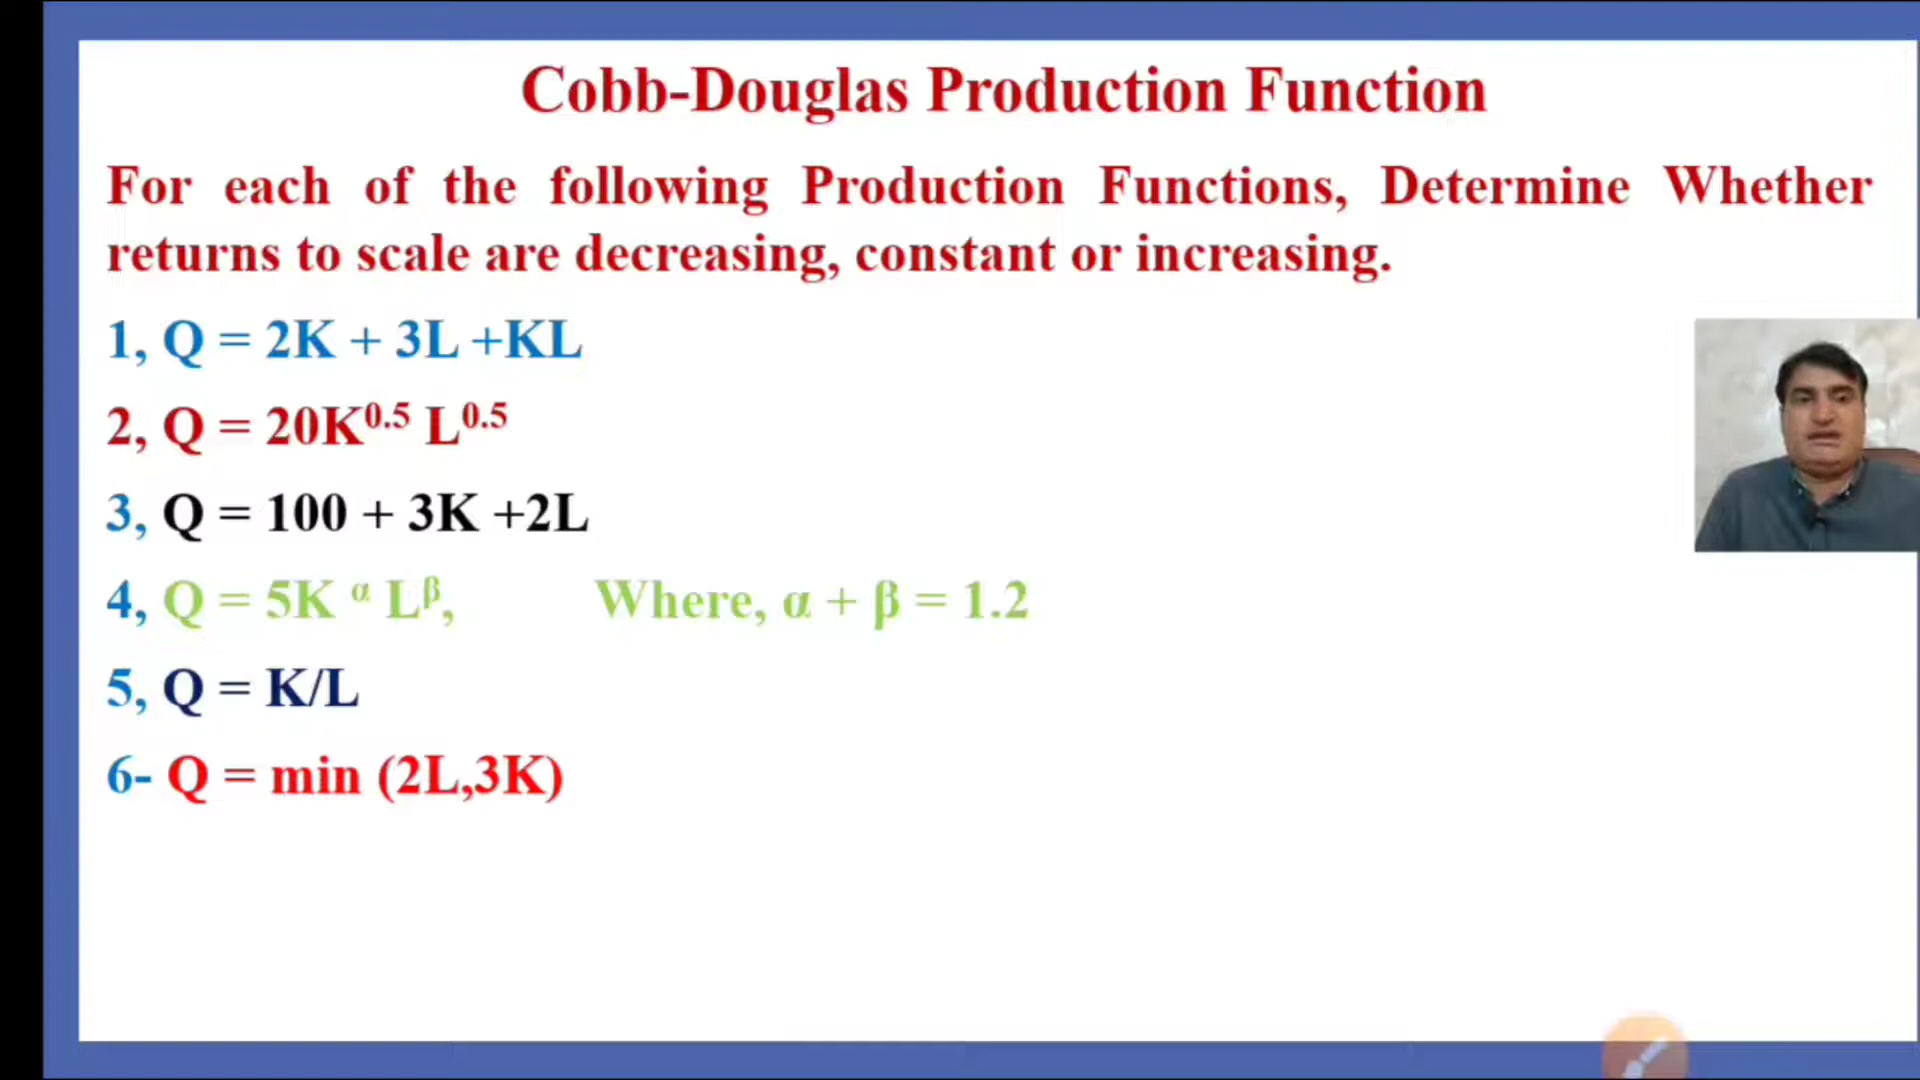 Cobb-Douglas Production Function
For each of the following Production Functions, Determine Whether
returns to scale are decreasing, constant or increasing.
1, Q = 2K + 3L +KL
2, Q = 20K⁰·⁵ L⁰·⁵
3, Q = 100 + 3K +2L
4, Q = 5K ᵅ Lᵝ, Where, α + β = 1.2
5, Q = K/L
6- Q = min (2L,3K)